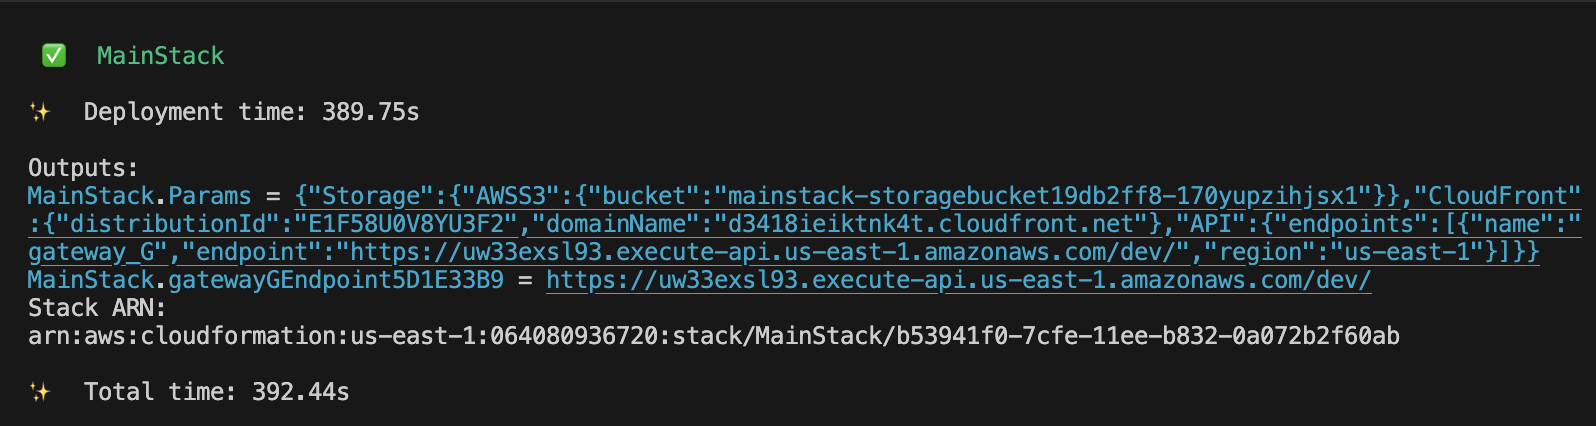 ✅  MainStack
✨  Deployment time: 389.75s
Outputs:
MainStack.Params = {"Storage":{"AWSS3":{"bucket":"mainstack-storagebucket19db2ff8-170yupzihjsx1"}},"CloudFront"
:{"distributionId":"E1F58U0V8YU3F2","domainName":"d3418ieiktnk4t.cloudfront.net"},"API":{"endpoints":[{"name":"
gateway_G","endpoint":"https://uw33exsl93.execute-api.us-east-1.amazonaws.com/dev/","region":"us-east-1"}]}}
MainStack.gatewayGEndpoint5D1E33B9 = https://uw33exsl93.execute-api.us-east-1.amazonaws.com/dev/
Stack ARN:
arn:aws:cloudformation:us-east-1:064080936720:stack/MainStack/b53941f0-7cfe-11ee-b832-0a072b2f60ab
✨  Total time: 392.44s